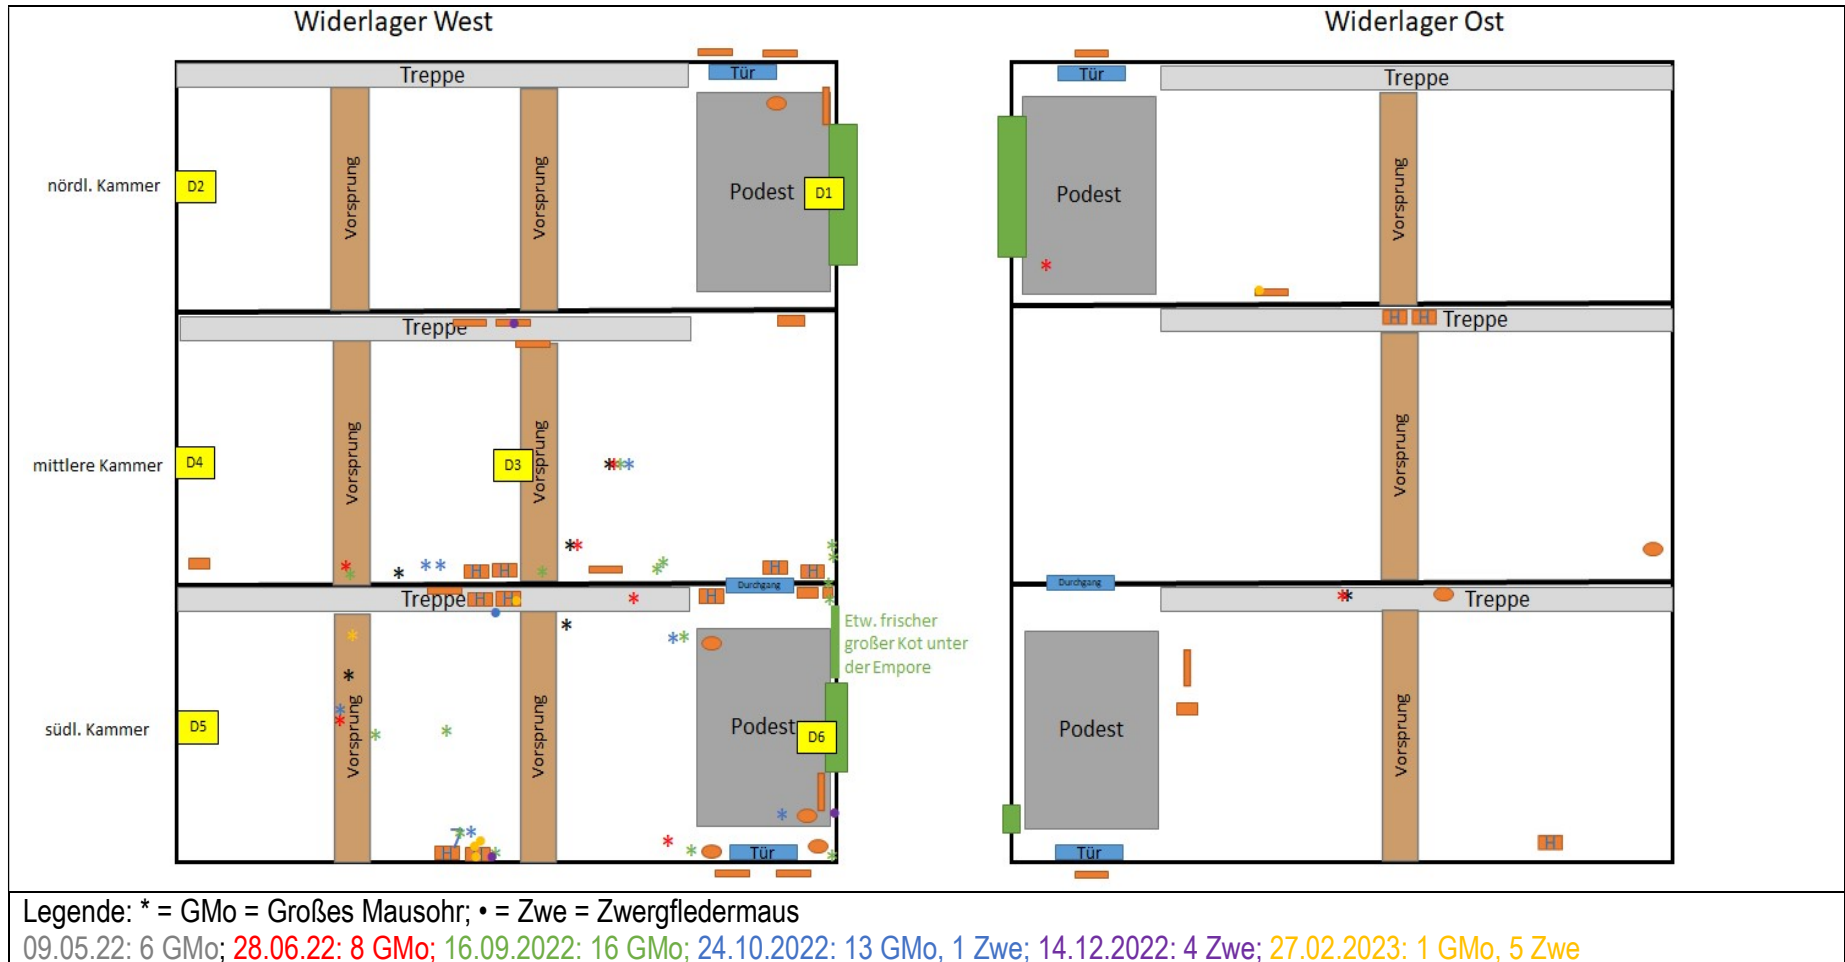 Widerlager West
Widerlager Ost
Treppe
Tür
Tür
Treppe
nördl. Kammer
D2
Vorsprung
Vorsprung
Podest
D1
Podest
Vorsprung
Treppe
H
H
Treppe
mittlere Kammer
D4
Vorsprung
D3
Vorsprung
Vorsprung
H
H
H
H
Durchgang
Durchgang
Treppe
H
H
H
Treppe
Etw. frischer
großer Kot unter
der Empore
südl. Kammer
D5
Vorsprung
Vorsprung
Podest
D6
Podest
Vorsprung
7
H
H
Tür
Tür
H
Legende: * = GMo = Großes Mausohr; • = Zwe = Zwergfledermaus
09.05.22: 6 GMo; 28.06.22: 8 GMo; 16.09.2022: 16 GMo; 24.10.2022: 13 GMo, 1 Zwe; 14.12.2022: 4 Zwe; 27.02.2023: 1 GMo, 5 Zwe